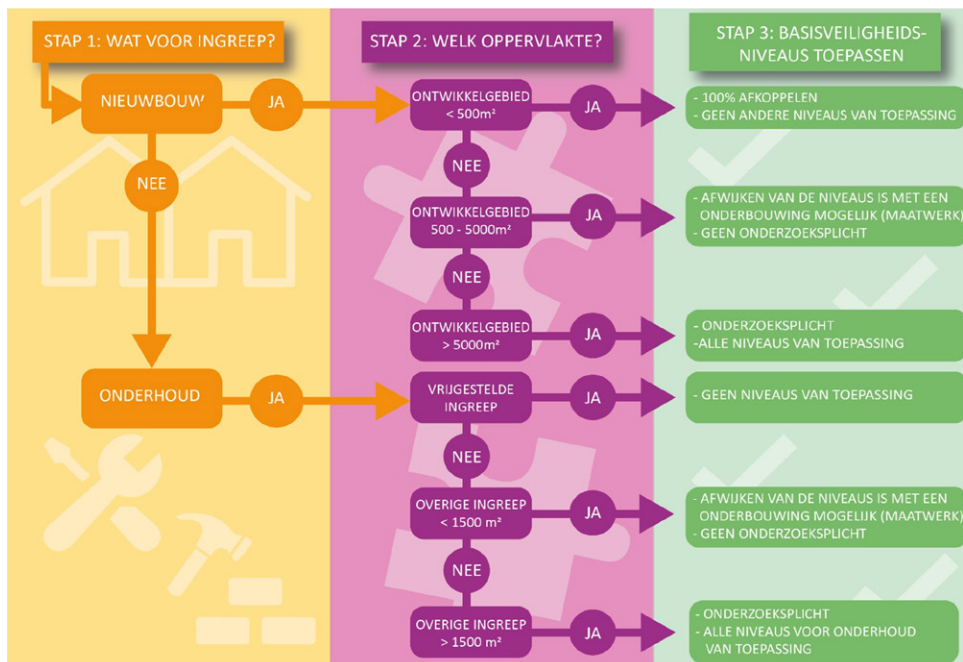 STAP 1: WAT VOOR INGREEP?
STAP 2: WELK OPPERVLAKTE?
STAP 3: BASISVEILIGHEIDS-
NIVEAUS TOEPASSEN
NIEUWBOUW
JA
ONTWIKKELGEBIED
< 500m²
JA
- 100% AFKOPPELEN
- GEEN ANDERE NIVEAUS VAN TOEPASSING
NEE
NEE
ONTWIKKELGEBIED
500 - 5000m²
JA
- AFWIJKEN VAN DE NIVEAUS IS MET EEN
ONDERBOUWING MOGELIJK (MAATWERK)
- GEEN ONDERZOEKSPLICHT
NEE
ONTWIKKELGEBIED
> 5000m²
JA
- ONDERZOEKSPLICHT
-ALLE NIVEAUS VAN TOEPASSING
ONDERHOUD
JA
VRIJGESTELDE
INGREEP
JA
- GEEN NIVEAUS VAN TOEPASSING
NEE
OVERIGE INGREEP
< 1500 m²
JA
- AFWIJKEN VAN DE NIVEAUS IS MET EEN
ONDERBOUWING MOGELIJK (MAATWERK)
- GEEN ONDERZOEKSPLICHT
NEE
OVERIGE INGREEP
> 1500 m²
JA
- ONDERZOEKSPLICHT
- ALLE NIVEAUS VOOR ONDERHOUD
VAN TOEPASSING